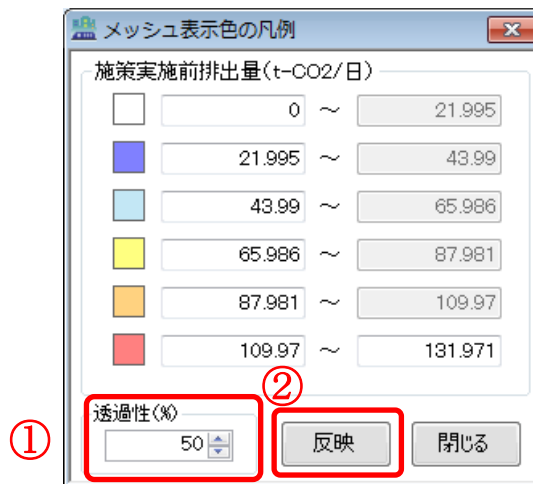 メッシュ表示色の凡例
施策実施前排出量(t-CO2/日)
0 ～ 21.995
21.995 ～ 43.99
43.99 ～ 65.986
65.986 ～ 87.981
87.981 ～ 109.97
109.97 ～ 131.971
②
透過性(%)
① 50 反映 閉じる